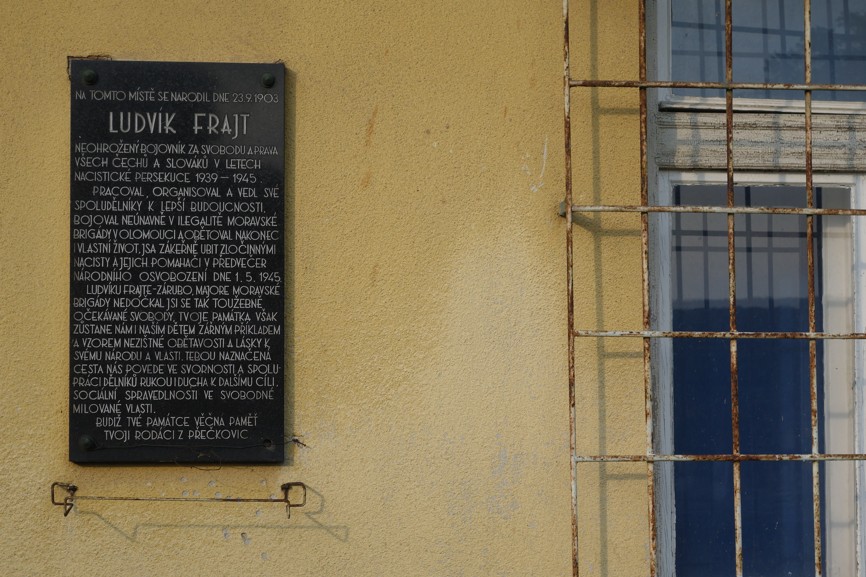 NA TOMTO MÍSTĚ SE NARODIL DNE 23.9.1903
LUDVÍK FRAJT
NEOHROŽENÝ BOJOVNÍK ZA SVOBODU A PRÁVA
VŠECH ČECHŮ A SLOVÁKŮ V LETECH
NACISTICKÉ PERSEKUCE 1939 — 1945.
PRACOVAL, ORGANISOVAL A VEDL SVÉ
SPOLUDĚLNÍKY K LEPŠÍ BUDOUCNOSTI,
BOJOVAL NEÚNAVNĚ V ILEGALITĚ MORAVSKÉ
BRIGÁDY V OLOMOUCI A OBĚTOVAL NAKONEC
I VLASTNÍ ŽIVOT, JSA ZÁKEŘNĚ UBIT ZLOČINNÝMI
NACISTY A JEJICH POMAHAČI V PŘEDVEČER
NÁRODNÍHO OSVOBOZENÍ DNE 1. 5. 1945.
LUDVÍKU FRAJTE-ZÁRUBO, MAJORE MORAVSKÉ
BRIGÁDY NEDOČKAL JSI SE TAK TOUŽEBNĚ
OČEKÁVANÉ SVOBODY, TVOJE PAMÁTKA VŠAK
ZŮSTANE NÁM I NAŠIM DĚTEM ZÁRNÝM PŘÍKLADEM
A VZOREM NEZIŠTNÉ OBĚTAVOSTI A LÁSKY K
SVÉMU NÁRODU A VLASTI. TEBOU NAZNAČENÁ
CESTA NÁS POVEDE VE SVORNOSTI A SPOLU-
PRÁCI DĚLNÍKŮ RUKOU I DUCHA K DALŠÍMU CÍLI,
SOCIÁLNÍ SPRAVEDLNOSTI VE SVOBODNÉ
MILOVANÉ VLASTI.
BUDIŽ TVÉ PAMÁTCE VĚČNÁ PAMĚŤ
TVOJI RODÁCI Z PŘEČKOVIC